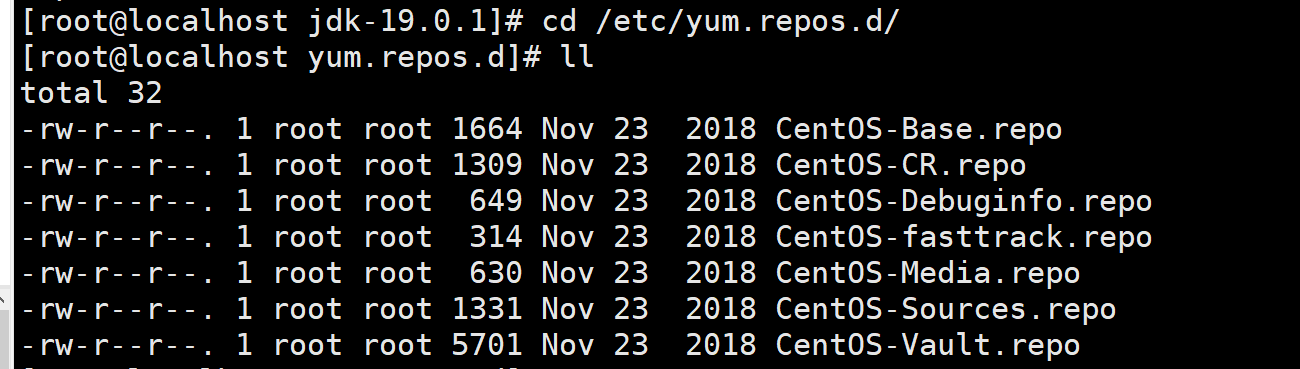 [root@localhost jdk-19.0.1]# cd /etc/yum.repos.d/
[root@localhost yum.repos.d]# ll
total 32
-rw-r--r--. 1 root root 1664 Nov 23  2018 CentOS-Base.repo
-rw-r--r--. 1 root root 1309 Nov 23  2018 CentOS-CR.repo
-rw-r--r--. 1 root root  649 Nov 23  2018 CentOS-Debuginfo.repo
-rw-r--r--. 1 root root  314 Nov 23  2018 CentOS-fasttrack.repo
-rw-r--r--. 1 root root  630 Nov 23  2018 CentOS-Media.repo
-rw-r--r--. 1 root root 1331 Nov 23  2018 CentOS-Sources.repo
-rw-r--r--. 1 root root 5701 Nov 23  2018 CentOS-Vault.repo